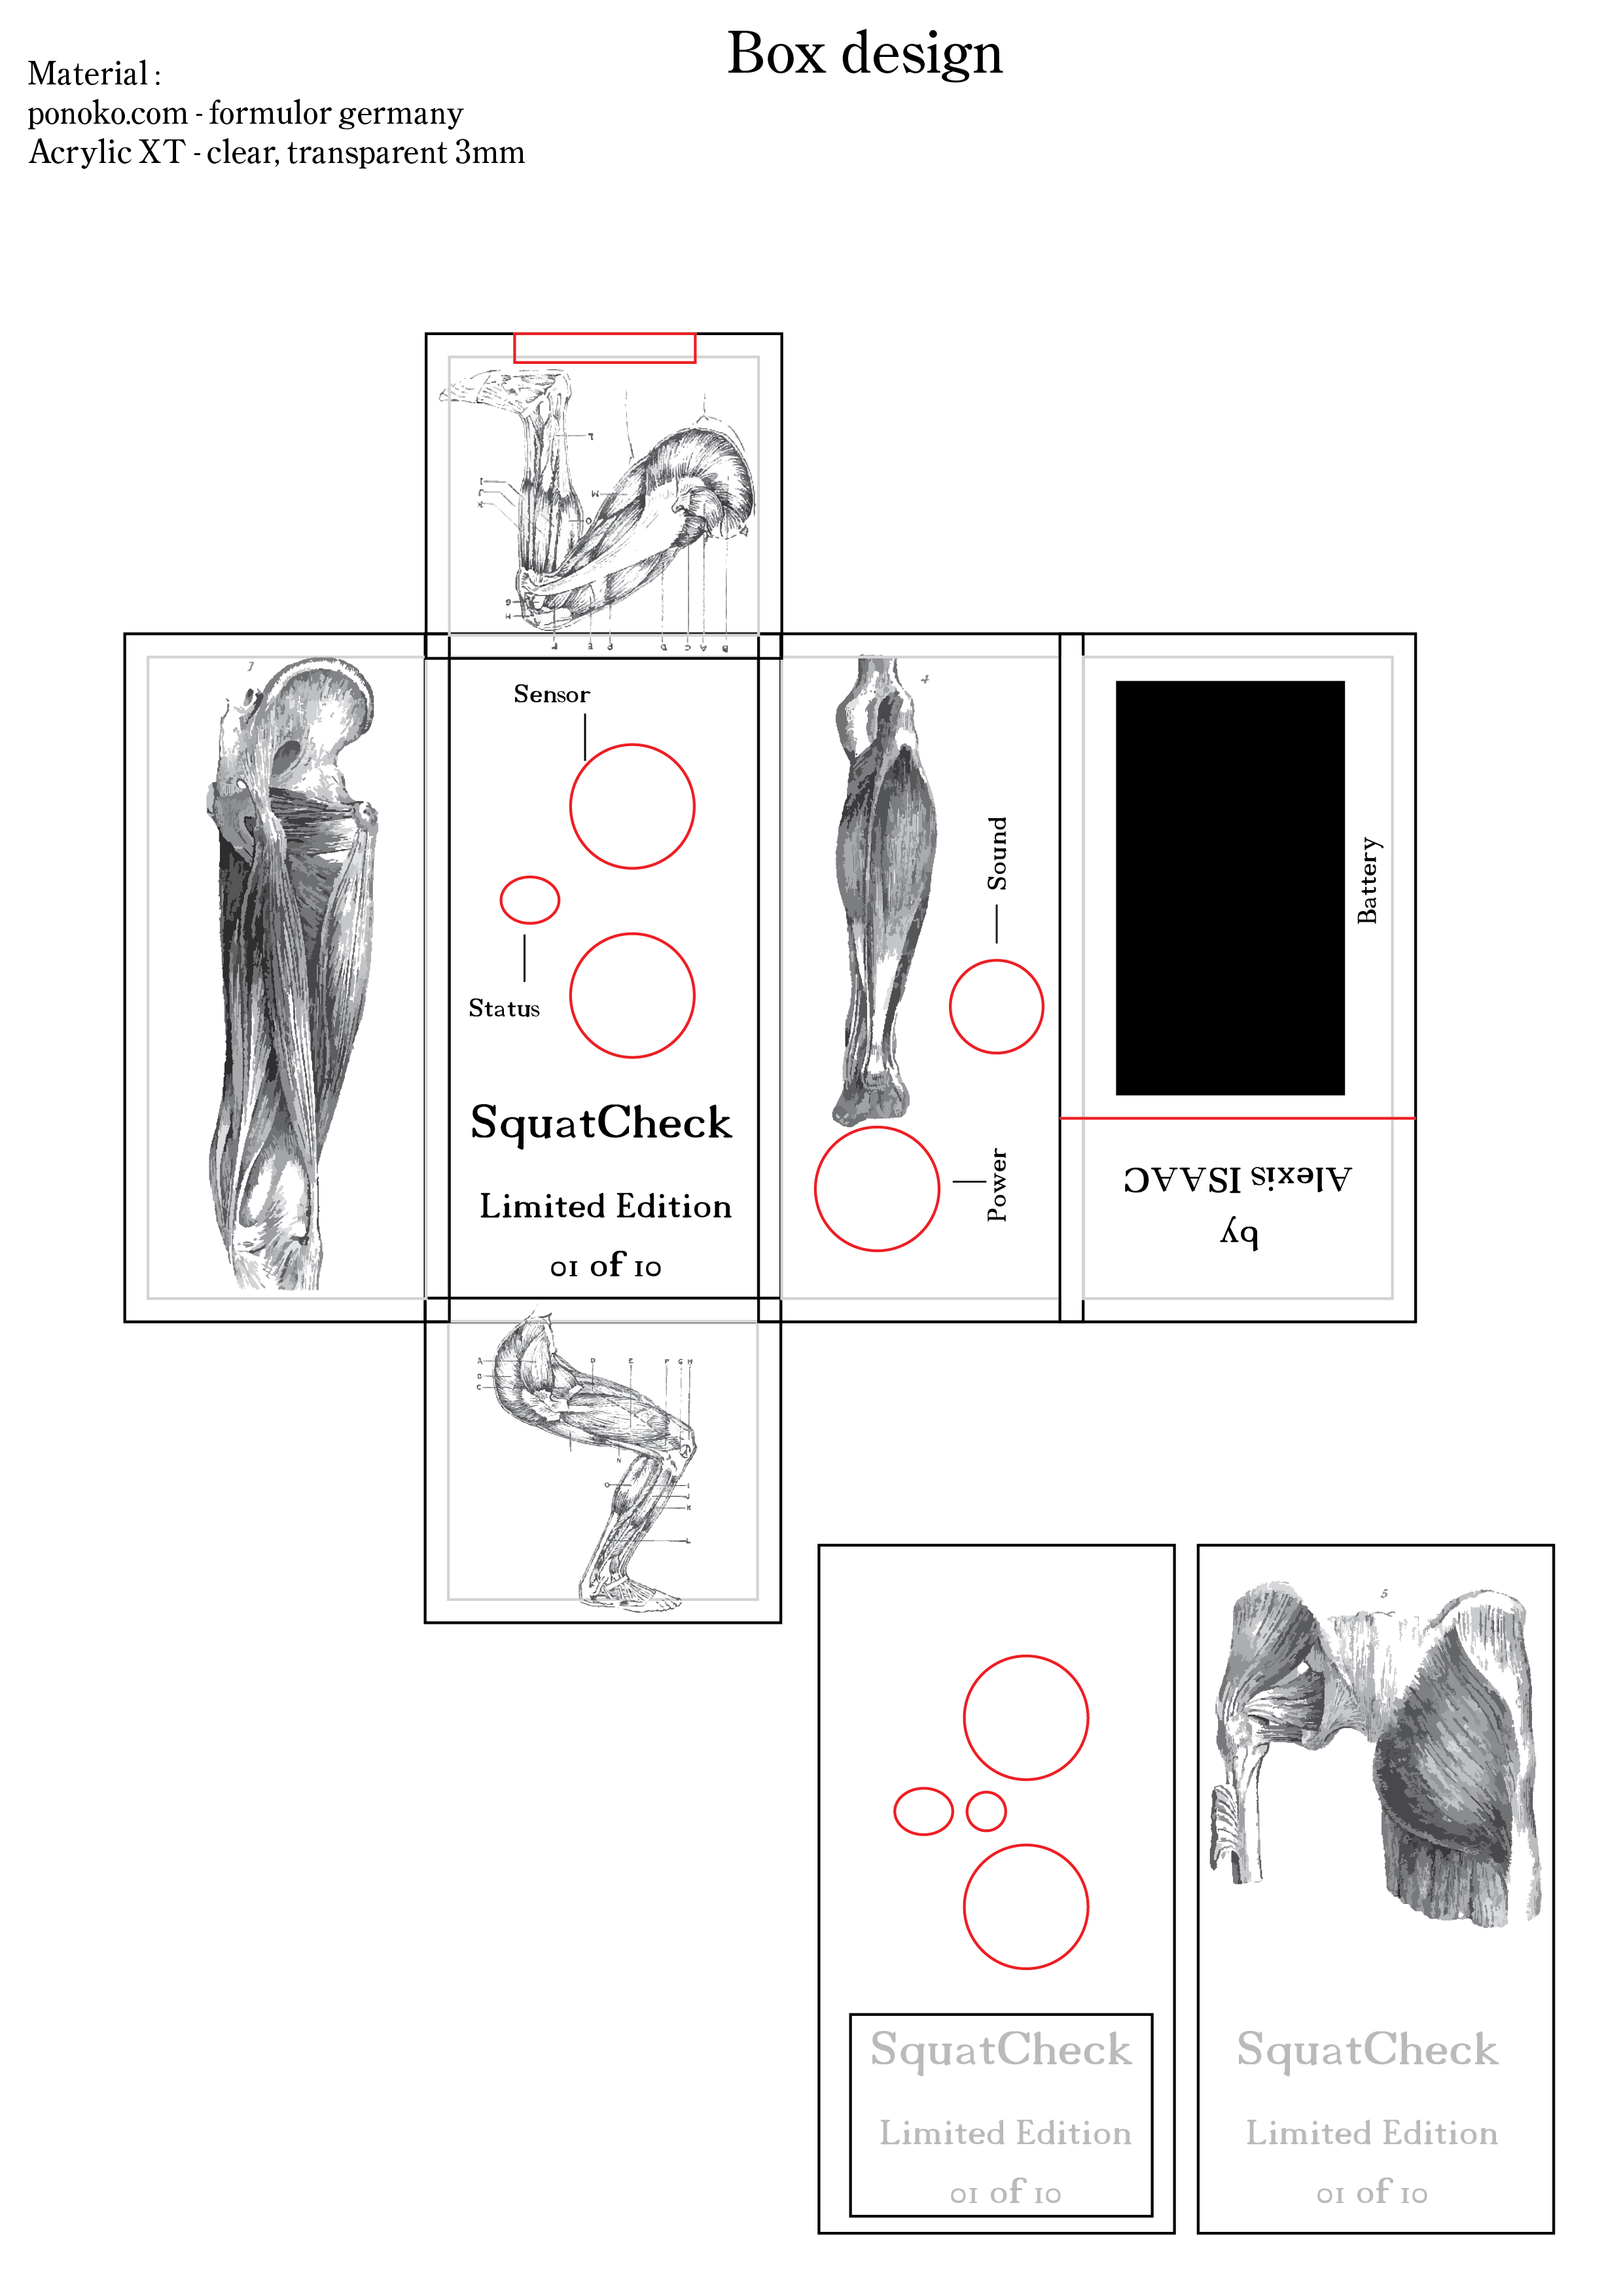 Box design
Material :
ponoko.com - formulor germany
Acrylic XT - clear, transparent 3mm
L
I
J
K
M
O
G
H
F
E
D
C
A
B
Sensor
Status
SquatCheck
Limited Edition
01 of 10
4
Sound
Power
Battery
Alexis ISAAC
by
A
B
C
D
E
F
G
H
N
O
I
J
K
L
5
SquatCheck
Limited Edition
01 of 10
SquatCheck
Limited Edition
01 of 10